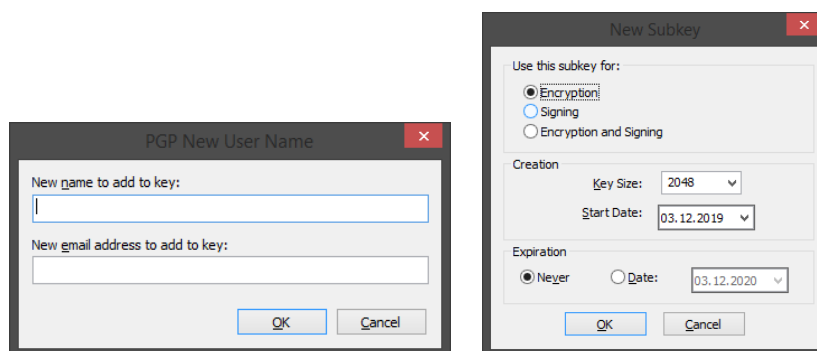 PGP New User Name
New name to add to key:
New email address to add to key:
OK Cancel
New Subkey
Use this subkey for:
Encryption
Signing
Encryption and Signing
Creation
Key Size: 2048
Start Date: 03.12.2019
Expiration
Never Date: 03.12.2020
OK Cancel